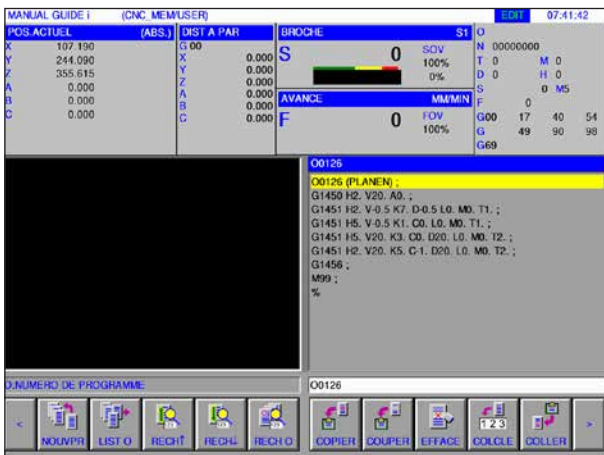 MANUAL GUIDE i (CNC_MEM/USER) EDIT 07:41:42
POS.ACTUEL (ABS.) DIST A PAR BROCHE S1 O
X 107.190 G 00 N 00000000
Y 244.090 X 0.000 S 0 SOV 100% 0% T 0 M 0
Z 355.615 Y 0.000 D 0 H 0
A 0.000 Z 0.000 S 0 M5
B 0.000 A 0.000 AVANCE MM/MIN F 0
C 0.000 B 0.000 F 0 FOV 100% G00 17 40 54
C 0.000 G 49 90 98
G69
O0126
O0126 (PLANEN) ;
G1450 H2. V20. A0. ;
G1451 H2. V-0.5 K7. D-0.5 L0. M0. T1. ;
G1451 H5. V-0.5 K1. C0. L0. M0. T1. ;
G1451 H5. V20. K3. C0. D20. L0. M0. T2. ;
G1451 H2. V20. K5. C-1. D20. L0. M0. T2. ;
G1456 ;
M99 ;
%
O:NUMERO DE PROGRAMME O0126
< NOUVPR LIST O RECH↑ RECH↓ RECH O COPIER COUPER EFFACE COLCLE COLLER >